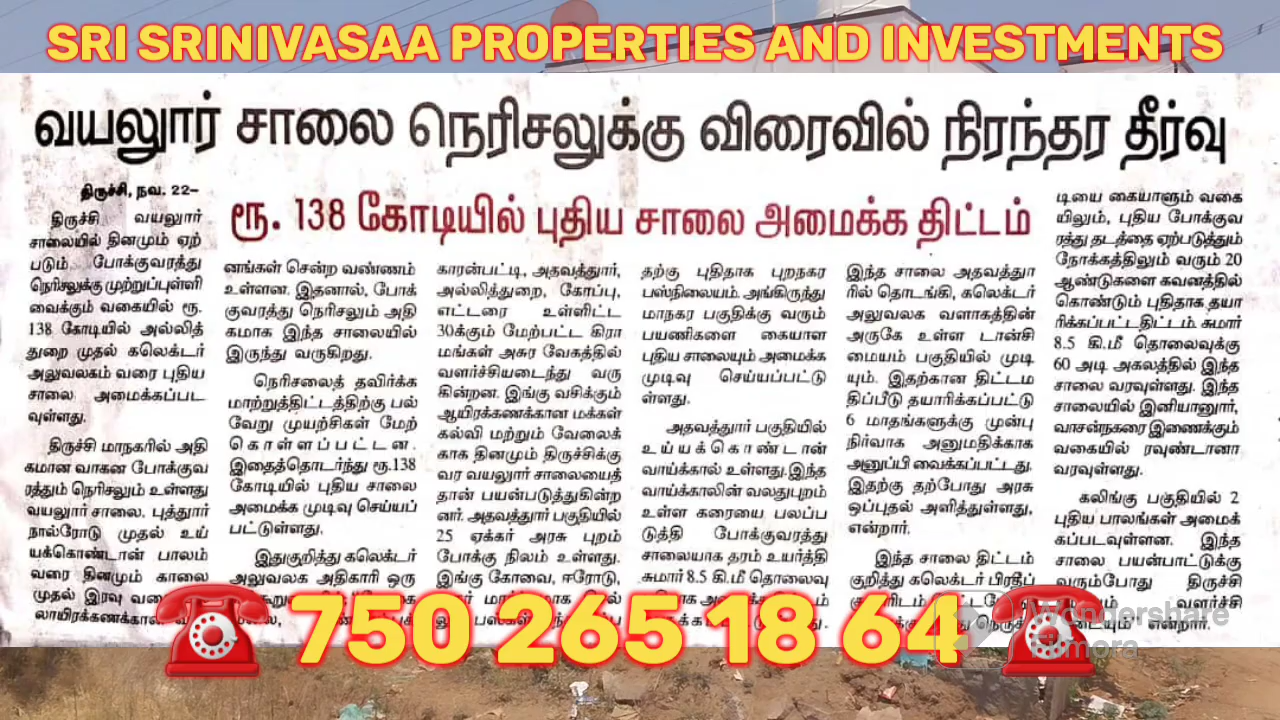 SRI SRINIVASAA PROPERTIES AND INVESTMENTS
வயலூார் சாலை நெரிசலுக்கு விரைவில் நிரந்தர தீர்வு
ரூ. 138 கோடியில் புதிய சாலை அமைக்க திட்டம்
திருச்சி, நவ. 22–
திருச்சி வயலூார்
சாலையில் தினமும் ஏற்
படும் போக்குவரத்து
நெரிசலுக்கு முற்றுப்புள்ளி
வைக்கும் வகையில் ரூ.
138 கோடியில் அல்லித்
துறை முதல் கலெக்டர்
அலுவலகம் வரை புதிய
சாலை அமைக்கப்பட
வுள்ளது.
திருச்சி மாநகரில் அதி
கமான வாகன போக்குவ
ரத்தும் நெரிசலும் உள்ளது
வயலூார் சாலை, புத்தூார்
நால்ரோடு முதல் உய்
யக்கொண்டான் பாலம்
வரை தினமும் காலை
முதல் இரவு வரை
னங்கள் சென்ற வண்ணம்
உள்ளன. இதனால், போக்
குவரத்து நெரிசலும் அதி
கமாக இந்த சாலையில்
இருந்து வருகிறது.
நெரிசலைத் தவிர்க்க
மாற்றுத்திட்டத்திற்கு பல்
வேறு முயற்சிகள் மேற்
கொள்ளப்பட்டன.
இதைத்தொடர்ந்து ரூ.138
கோடியில் புதிய சாலை
அமைக்க முடிவு செய்யப்
பட்டுள்ளது.
இதுகுறித்து கலெக்டர்
அலுவலக அதிகாரி ஒரு
காரன்பட்டி, அதவத்தூார்,
அல்லித்துறை, கோப்பு,
எட்டரை உள்ளிட்ட
30க்கும் மேற்பட்ட கிரா
மங்கள் அசுர வேகத்தில்
வளர்ச்சியடைந்து வரு
கின்றன. இங்கு வசிக்கும்
ஆயிரக்கணக்கான மக்கள்
கல்வி மற்றும் வேலைக்
காக தினமும் திருச்சிக்கு
வர வயலூார் சாலையைத்
தான் பயன்படுத்துகின்ற
னர். அதவத்தூார் பகுதியில்
25 ஏக்கர் அரசு புறம்
போக்கு நிலம் உள்ளது.
இங்கு கோவை, ஈரோடு,
தற்கு புதிதாக புறநகர
பஸ்நிலையம். அங்கிருந்து
மாநகர பகுதிக்கு வரும்
பயணிகளை கையாள
புதிய சாலையும் அமைக்க
முடிவு செய்யப்பட்டு
ள்ளது.
அதவத்தூார் பகுதியில்
உய்யக்கொண்டான்
வாய்க்கால் உள்ளது.இந்த
வாய்க்காலின் வலதுபுறம்
உள்ள கரையை பலப்ப
டுத்தி போக்குவரத்து
சாலையாக தரம் உயர்த்தி
சுமார் 8.5 கி.மீ தொலைவு
இந்த சாலை அதவத்தூா
ரில் தொடங்கி, கலெக்டர்
அலுவலக வளாகத்தின்
அருகே உள்ள டான்சி
மையம் பகுதியில் முடி
யும். இதற்கான திட்டம
திப்பீடு தயாரிக்கப்பட்டு
6 மாதங்களுக்கு முன்பு
நிர்வாக அனுமதிக்காக
அனுப்பி வைக்கப்பட்டது.
இதற்கு தற்போது அரசு
ஒப்புதல் அளித்துள்ளது,
என்றார்.
இந்த சாலை திட்டம்
குறித்து கலெக்டர் பிரதீப்
டியை கையாளும் வகை
யிலும், புதிய போக்குவ
ரத்து தடத்தை ஏற்படுத்தும்
நோக்கத்திலும் வரும் 20
ஆண்டுகளை கவனத்தில்
கொண்டும் புதிதாக தயா
ரிக்கப்பட்டதிட்டம். சுமார்
8.5 கி.மீ தொலைவுக்கு
60 அடி அகலத்தில் இந்த
சாலை வரவுள்ளது. இந்த
சாலையில் இனியானூார்,
வாசன்நகரை இணைக்கும்
வகையில் ரவுண்டானா
வரவுள்ளது.
கலிங்கு பகுதியில் 2
புதிய பாலங்கள் அமைக்
கப்படவுள்ளன. இந்த
சாலை பயன்பாட்டுக்கு
வரும்போது திருச்சி
வளர்ச்சி
என்றார்.
750 265 18 64
Wondershare
Filmora